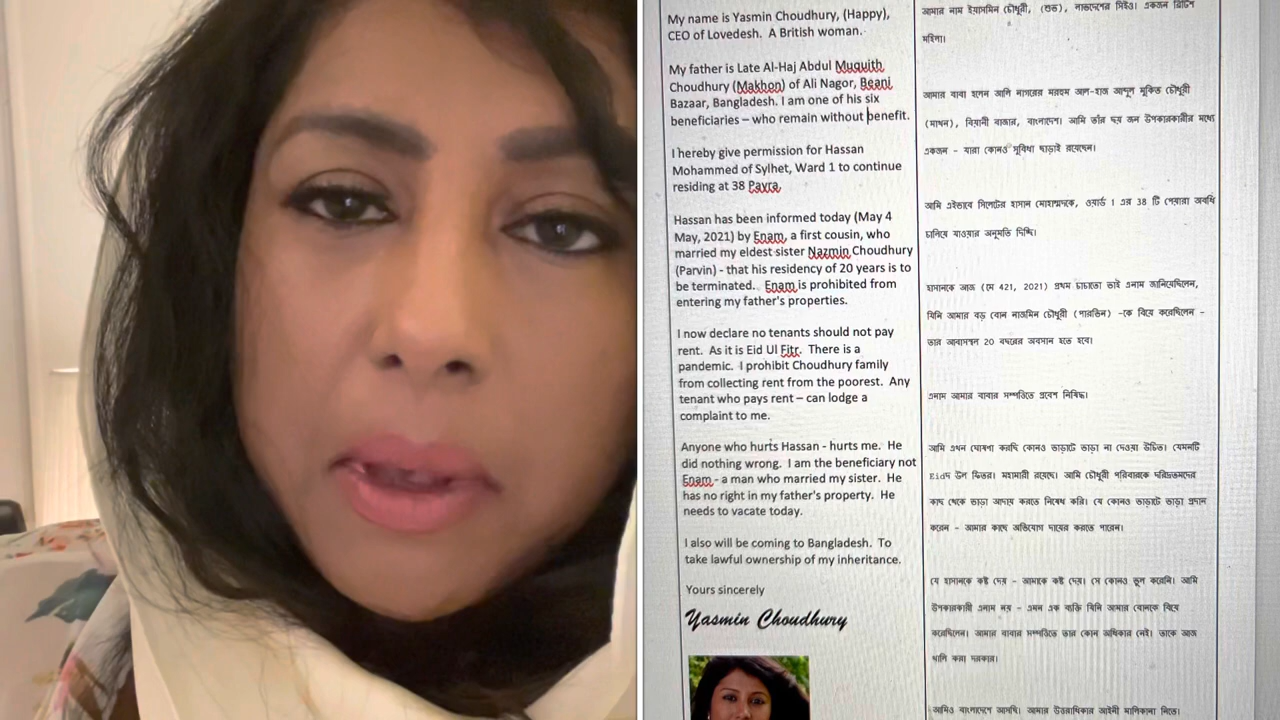 My name is Yasmin Choudhury, (Happy),
CEO of Lovedesh.  A British woman.
My father is Late Al-Haj Abdul Muquith
Choudhury (Makhon) of Ali Nagor, Beani
Bazaar, Bangladesh. I am one of his six
beneficiaries – who remain without benefit.
I hereby give permission for Hassan
Mohammed of Sylhet, Ward 1 to continue
residing at 38 Payra,
Hassan has been informed today (May 4
May, 2021) by Enam, a first cousin, who
married my eldest sister Nazmin Choudhury
(Parvin) - that his residency of 20 years is to
be terminated.  Enam is prohibited from
entering my father's properties.
I now declare no tenants should not pay
rent.  As it is Eid Ul Fitr.  There is a
pandemic.  I prohibit Choudhury family
from collecting rent from the poorest.  Any
tenant who pays rent – can lodge a
complaint to me.
Anyone who hurts Hassan - hurts me.  He
did nothing wrong.  I am the beneficiary not
Enam - a man who married my sister.  He
has no right in my father's property.  He
needs to vacate today.
I also will be coming to Bangladesh.  To
take lawful ownership of my inheritance.
Yours sincerely
Yasmin Choudhury
আমার নাম ইয়াসমিন চৌধুরী, (শুভ), লাভদেশের সিইও। একজন ব্রিটিশ
মহিলা।
আমার বাবা হলেন আলি নাগরের মরহুম আল-হাজ আব্দুল মুকিত চৌধুরী
(মাখন), বিয়ানী বাজার, বাংলাদেশ। আমি তাঁর ছয় জন উপকারকারীর মধ্যে
একজন - যারা কোনও সুবিধা ছাড়াই রয়েছেন।
আমি এইভাবে সিলেটের হাসান মোহাম্মদকে, ওয়ার্ড 1 এর 38 টি পেয়ারা অবধি
চালিয়ে যাওয়ার অনুমতি দিচ্ছি।
হাসানকে আজ (মে 421, 2021) প্রথম চাচাতো ভাই এনাম জানিয়েছিলেন,
যিনি আমার বড় বোন নাজমিন চৌধুরী (পারভিন) -কে বিয়ে করেছিলেন -
তার আবাসস্থল 20 বছরের অবসান হতে হবে।
এনাম আমার বাবার সম্পত্তিতে প্রবেশ নিষিদ্ধ।
আমি এখন ঘোষণা করছি কোনও ভাড়াটে ভাড়া না দেওয়া উচিত। যেমনটি
Eidদ উল ফিতর। মহামারী রয়েছে। আমি চৌধুরী পরিবারকে দরিদ্রতমদের
কাছ থেকে ভাড়া আদায় করতে নিষেধ করি। যে কোনও ভাড়াটে ভাড়া প্রদান
করেন - আমার কাছে অভিযোগ দায়ের করতে পারেন।
যে হাসানকে কষ্ট দেয় - আমাকে কষ্ট দেয়। সে কোনও ভুল করেনি। আমি
উপকারকারী এনাম নয় - এমন এক ব্যক্তি যিনি আমার বোনকে বিয়ে
করেছিলেন। আমার বাবার সম্পত্তিতে তার কোন অধিকার নেই। তাকে আজ
খালি করা দরকার।
আমিও বাংলাদেশে আসছি। আমার উত্তরাধিকার আইনী মালিকানা নিতে।